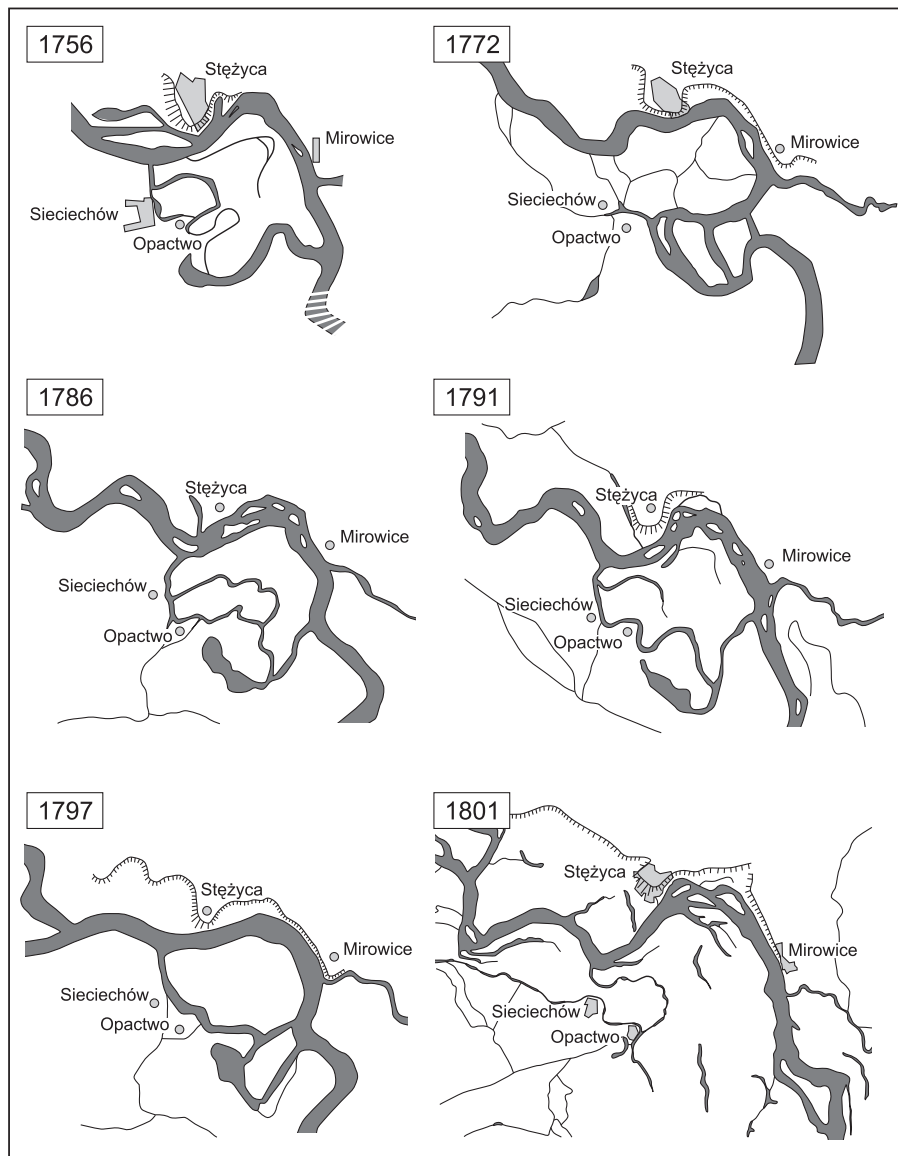 1756
Stężyca
Mirowice
Sieciechów
Opactwo
1772
Stężyca
Mirowice
Sieciechów
Opactwo
1786
Stężyca
Mirowice
Sieciechów
Opactwo
1791
Stężyca
Mirowice
Sieciechów
Opactwo
1797
Stężyca
Mirowice
Sieciechów
Opactwo
1801
Stężyca
Mirowice
Sieciechów
Opactwo